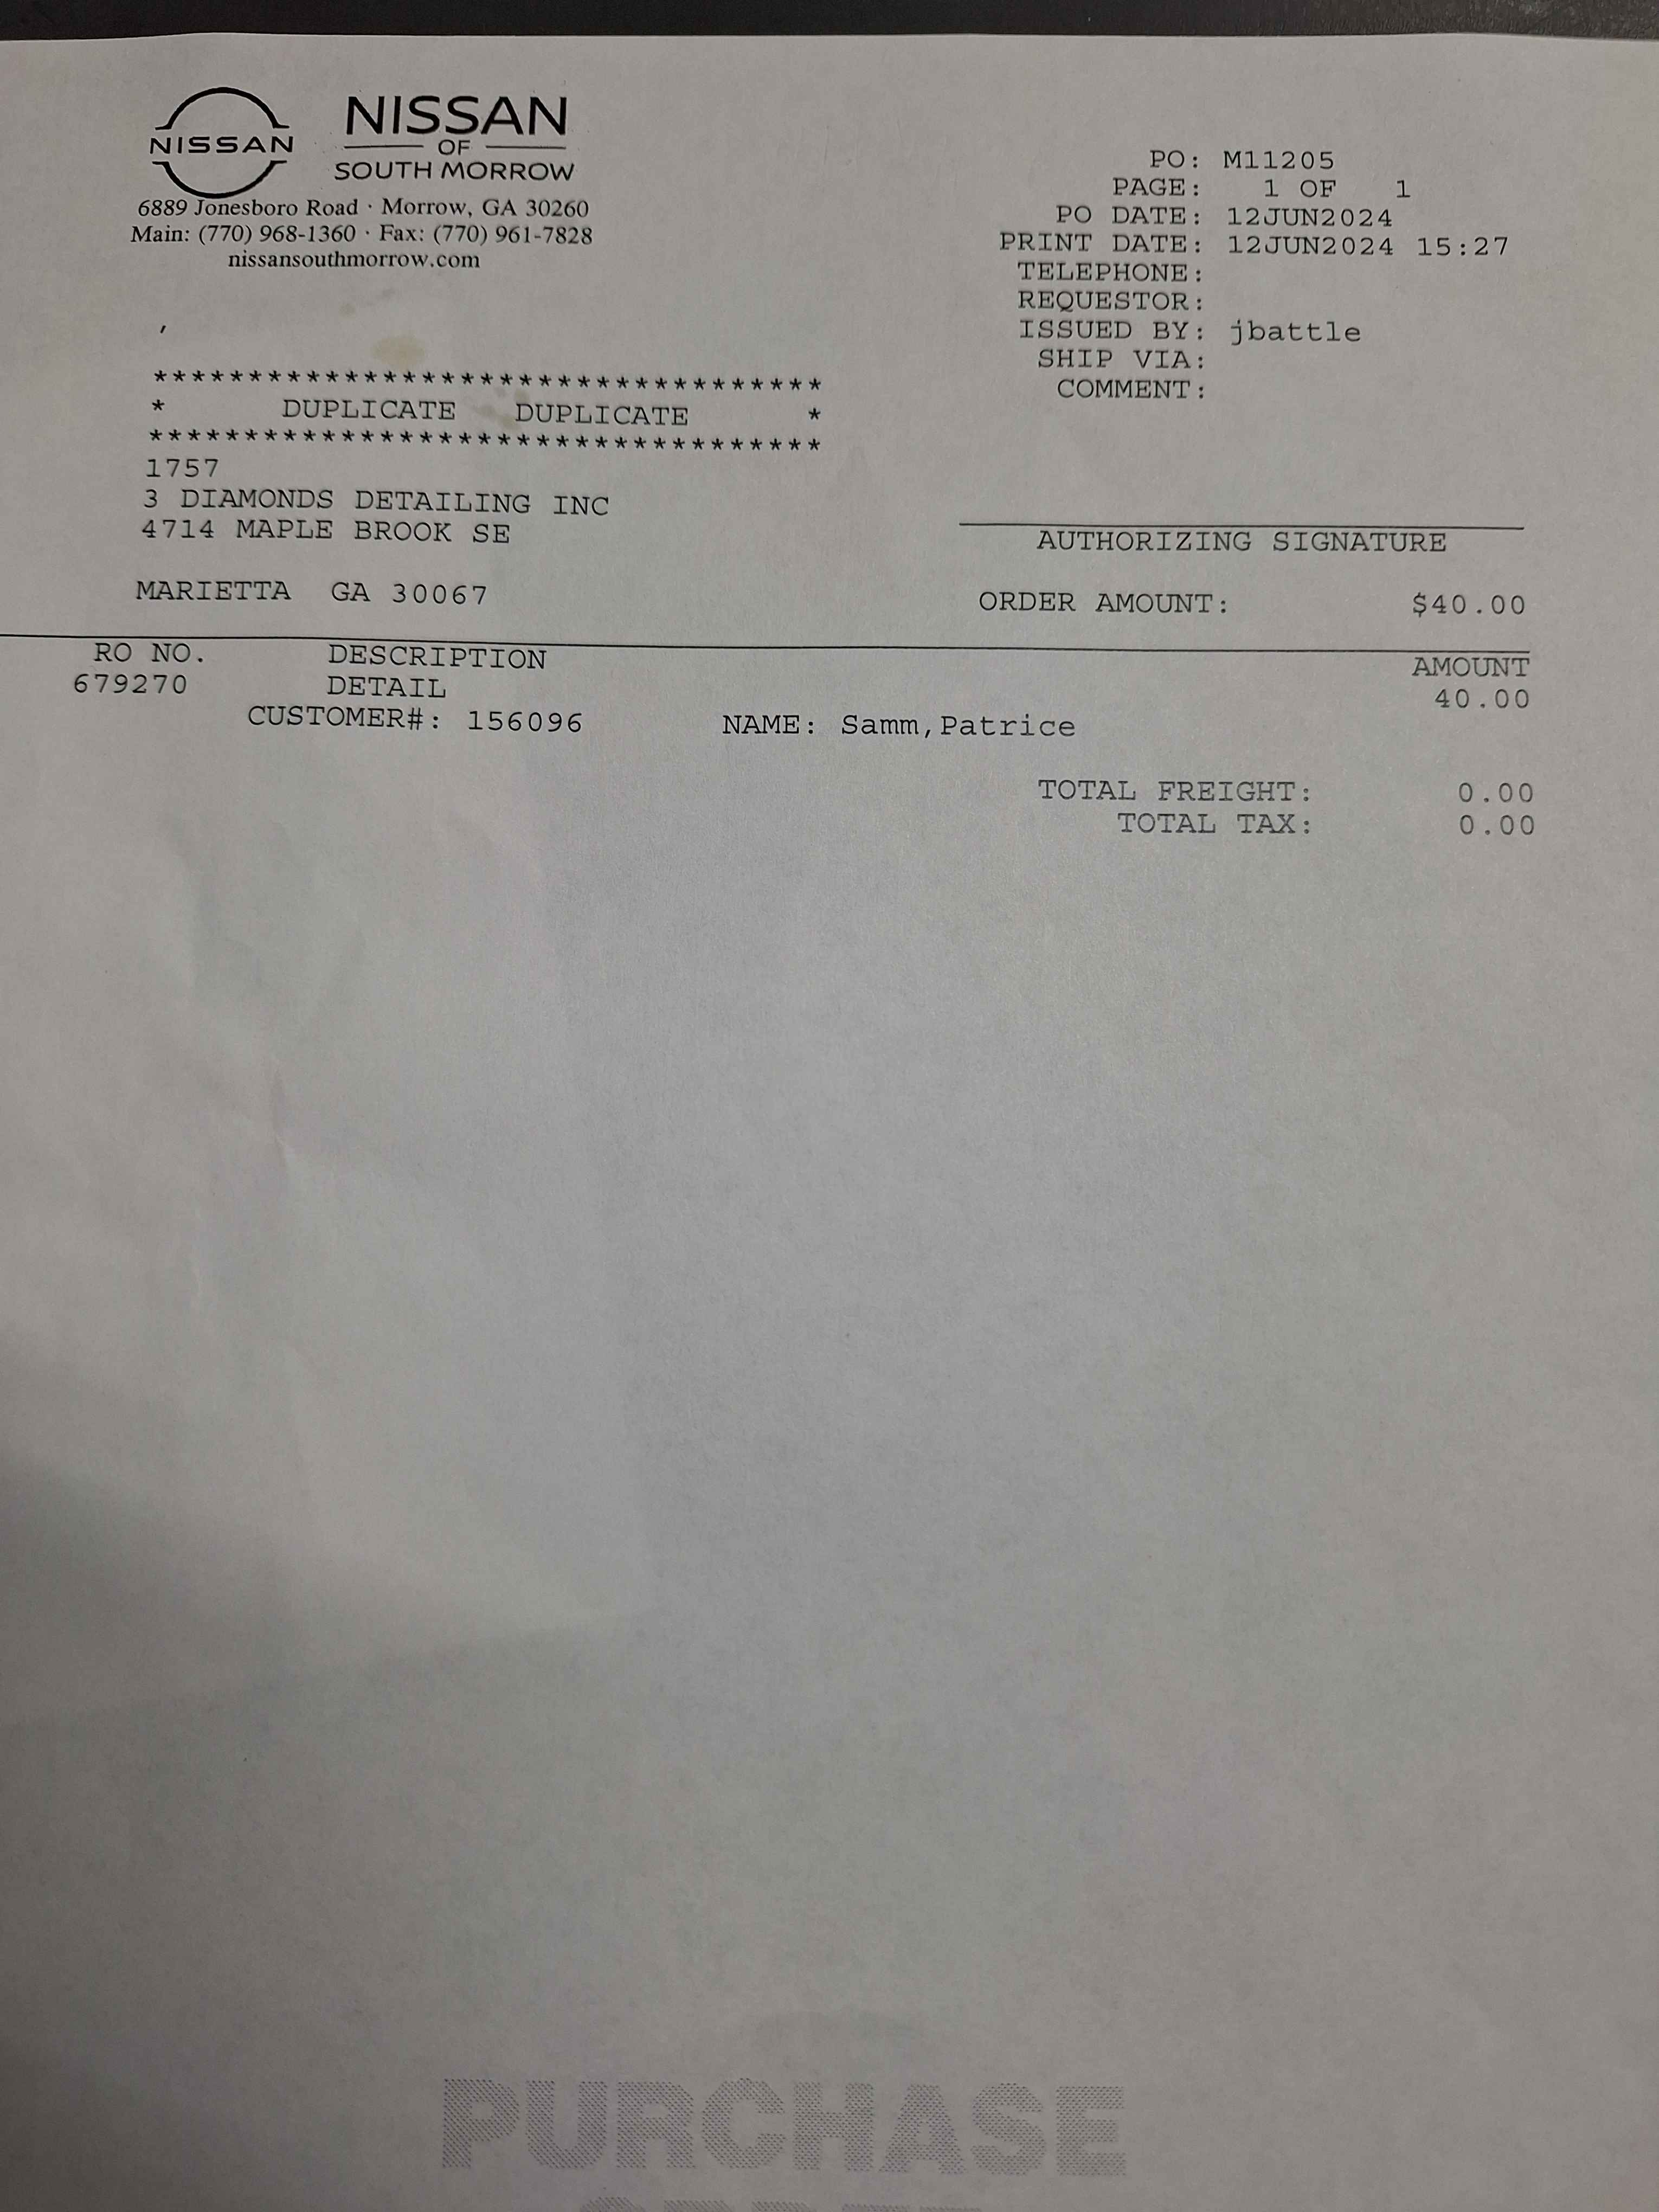 NISSAN
NISSAN
OF
SOUTH MORROW
6889 Jonesboro Road · Morrow, GA 30260
Main: (770) 968-1360 · Fax: (770) 961-7828
nissansouthmorrow.com
PO: M11205
PAGE: 1 OF 1
PO DATE: 12JUN2024
PRINT DATE: 12JUN2024 15:27
TELEPHONE:
REQUESTOR:
ISSUED BY: jbattle
SHIP VIA:
COMMENT:
,
***********************************
* DUPLICATE DUPLICATE *
***********************************
1757
3 DIAMONDS DETAILING INC
4714 MAPLE BROOK SE
MARIETTA GA 30067
AUTHORIZING SIGNATURE
ORDER AMOUNT: $40.00
RO NO. DESCRIPTION AMOUNT
679270 DETAIL 40.00
CUSTOMER#: 156096 NAME: Samm,Patrice
TOTAL FREIGHT: 0.00
TOTAL TAX: 0.00
PURCHASE